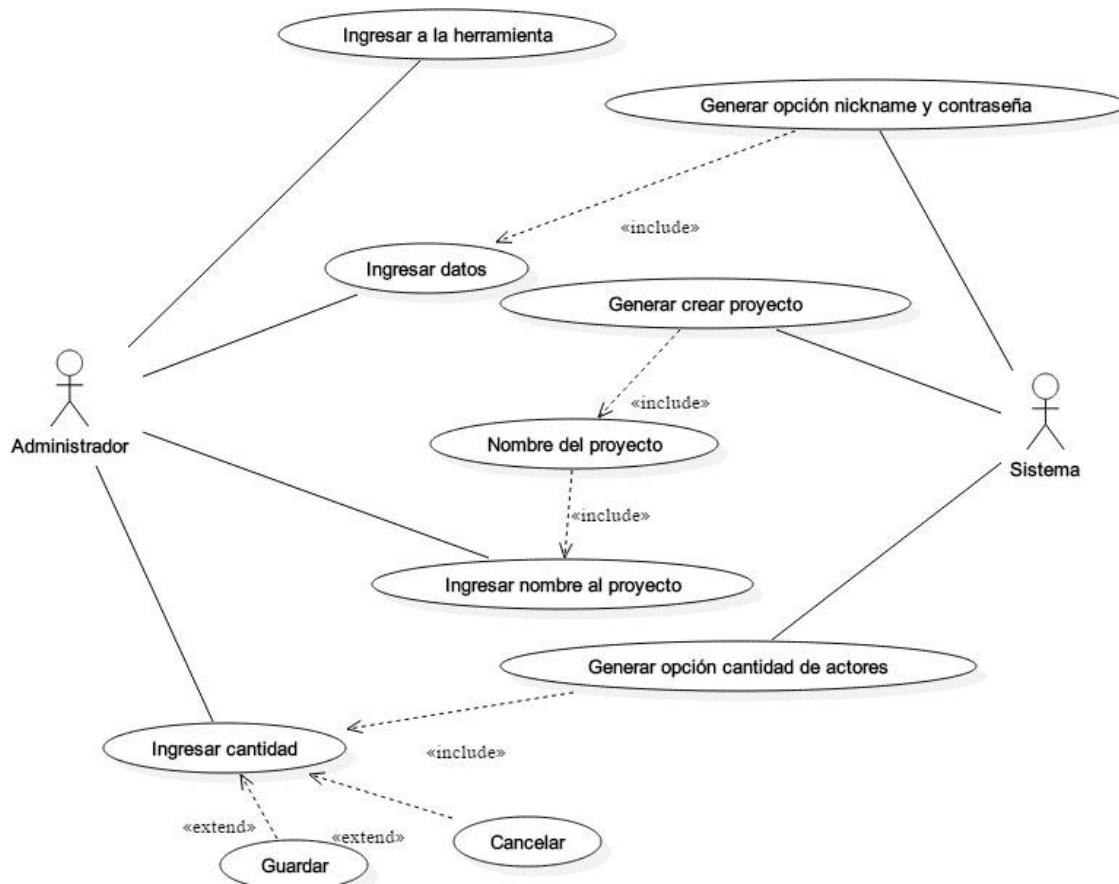 Ingresar a la herramienta
Generar opción nickname y contraseña
«include»
Ingresar datos
Generar crear proyecto
«include»
Administrador
Nombre del proyecto
Sistema
«include»
Ingresar nombre al proyecto
Generar opción cantidad de actores
Ingresar cantidad
«include»
«extend»
«extend»
Cancelar
Guardar